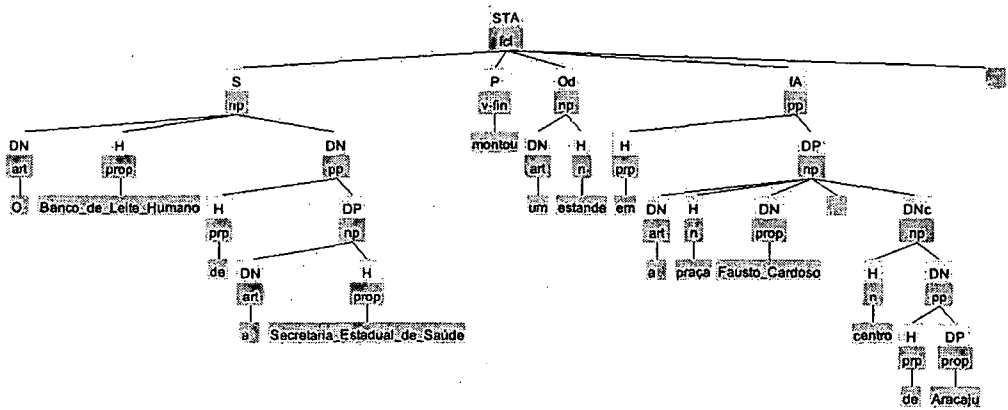 STA
fcl
S P Od fA
np v-fin np pp
DN H DN montou DN H H DP
art prop pp art n prp np
O Banco_de_Leite_Humano H DP um estande em DN H DN DNc
prp np art n prop np
de DN H a praça Fausto_Cardoso H DN
art prop n pp
a Secretaria_Estadual_de_Saúde centro H DP
prp prop
de Aracaju